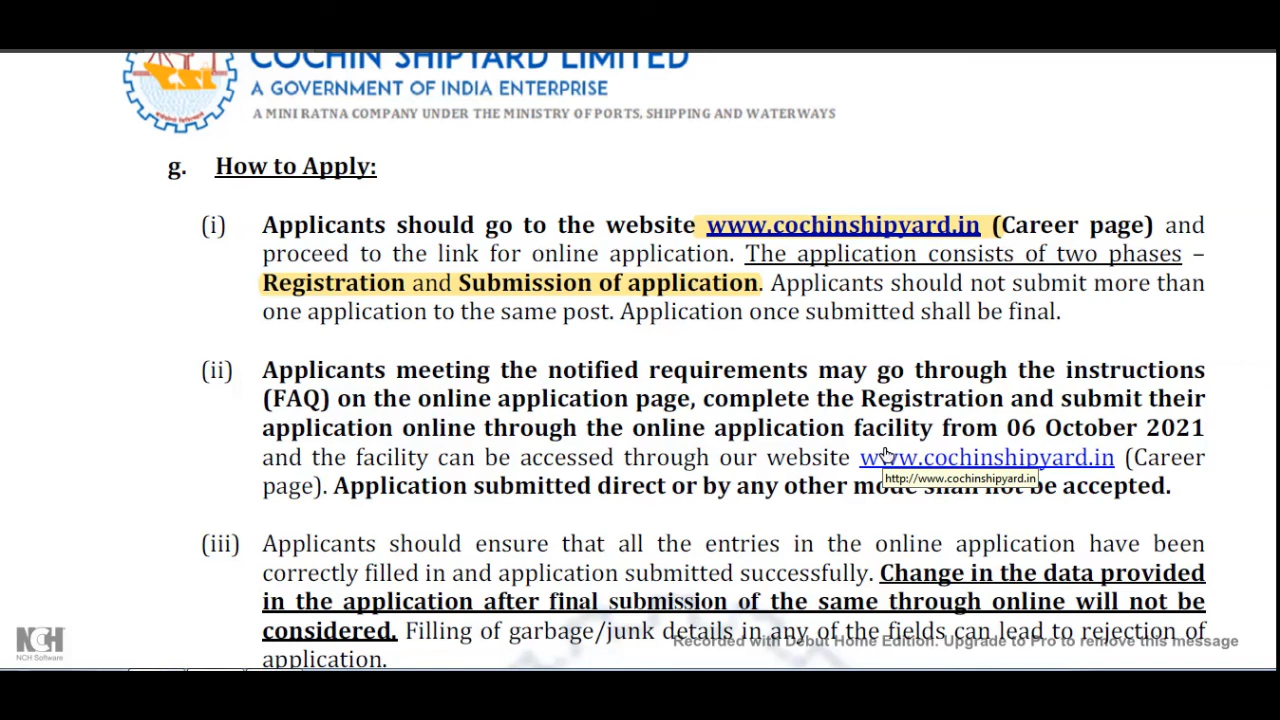 COCHIN SHIPYARD LIMITED
A GOVERNMENT OF INDIA ENTERPRISE
A MINI RATNA COMPANY UNDER THE MINISTRY OF PORTS, SHIPPING AND WATERWAYS
CSL
g. How to Apply:
(i) Applicants should go to the website www.cochinshipyard.in (Career page) and
proceed to the link for online application. The application consists of two phases –
Registration and Submission of application. Applicants should not submit more than
one application to the same post. Application once submitted shall be final.
(ii) Applicants meeting the notified requirements may go through the instructions
(FAQ) on the online application page, complete the Registration and submit their
application online through the online application facility from 06 October 2021
and the facility can be accessed through our website www.cochinshipyard.in (Career
page). Application submitted direct or by any other mode shall not be accepted.
http://www.cochinshipyard.in
(iii) Applicants should ensure that all the entries in the online application have been
correctly filled in and application submitted successfully. Change in the data provided
in the application after final submission of the same through online will not be
considered. Filling of garbage/junk details in any of the fields can lead to rejection of
application.
NCH
NCH Software
Recorded with Debut Home Edition. Upgrade to Pro to remove this message